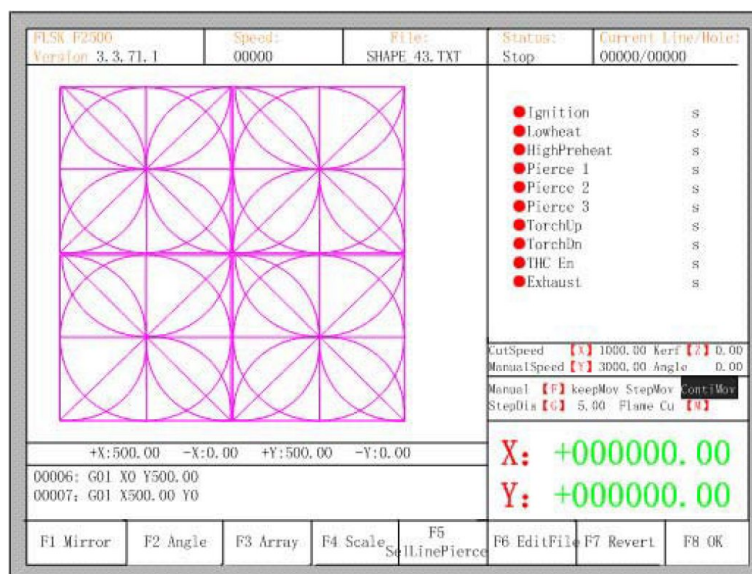 FLSK F2500
Version 3.3.71.1
Speed:
00000
File:
SHAPE 43.TXT
Status:
Stop
Current Line/Hole:
00000/00000
Ignition s
Lowheat s
HighPreheat s
Pierce 1 s
Pierce 2 s
Pierce 3 s
TorchUp s
TorchDn s
THC En s
Exhaust s
CutSpeed 【X】 1000.00 Kerf【Z】0.00
ManualSpeed【Y】 3000.00 Angle 0.00
Manual 【F】keepMov StepMov ContiMov
StepDis【G】 5.00 Flame Cu 【M】
+X:500.00 -X:0.00 +Y:500.00 -Y:0.00
00006: G01 X0 Y500.00
00007: G01 X500.00 Y0
X: +000000.00
Y: +000000.00
F1 Mirror
F2 Angle
F3 Array
F4 Scale
F5
SelLinePierce
F6 EditFile
F7 Revert
F8 OK